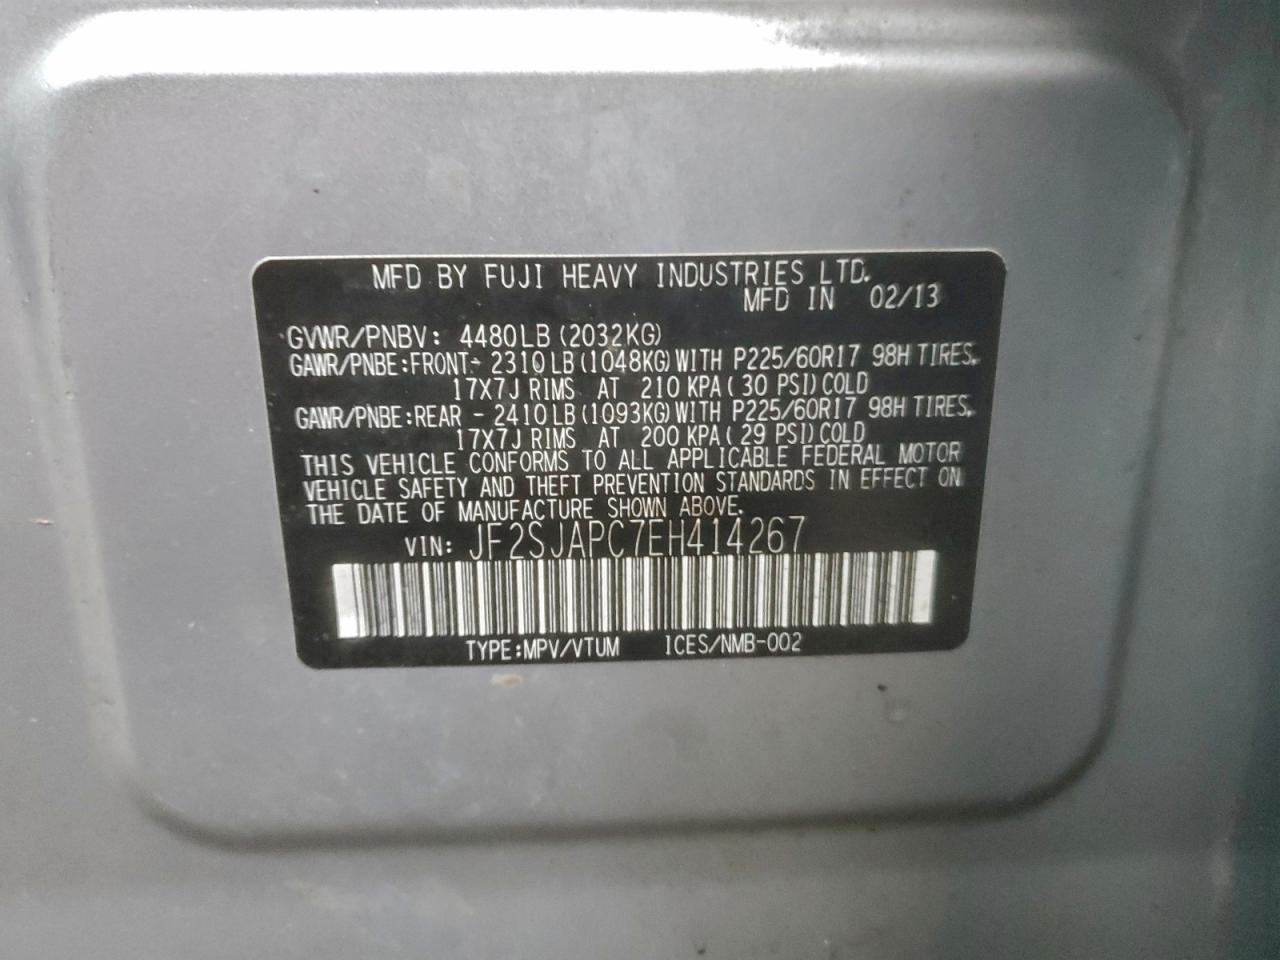 MFD BY FUJI HEAVY INDUSTRIES LTD.
MFD IN 02/13
GVWR/PNBV: 4480LB (2032KG)
GAWR/PNBE:FRONT- 2310LB (1048KG) WITH P225/60R17 98H TIRES,
17X7J RIMS AT 210 KPA (30 PSI) COLD
GAWR/PNBE:REAR - 2410LB (1093KG) WITH P225/60R17 98H TIRES,
17X7J RIMS AT 200 KPA (29 PSI) COLD
THIS VEHICLE CONFORMS TO ALL APPLICABLE FEDERAL MOTOR
VEHICLE SAFETY AND THEFT PREVENTION STANDARDS IN EFFECT ON
THE DATE OF MANUFACTURE SHOWN ABOVE.
VIN: JF2SJAPC7EH414267
TYPE:MPV/VTUM ICES/NMB-002